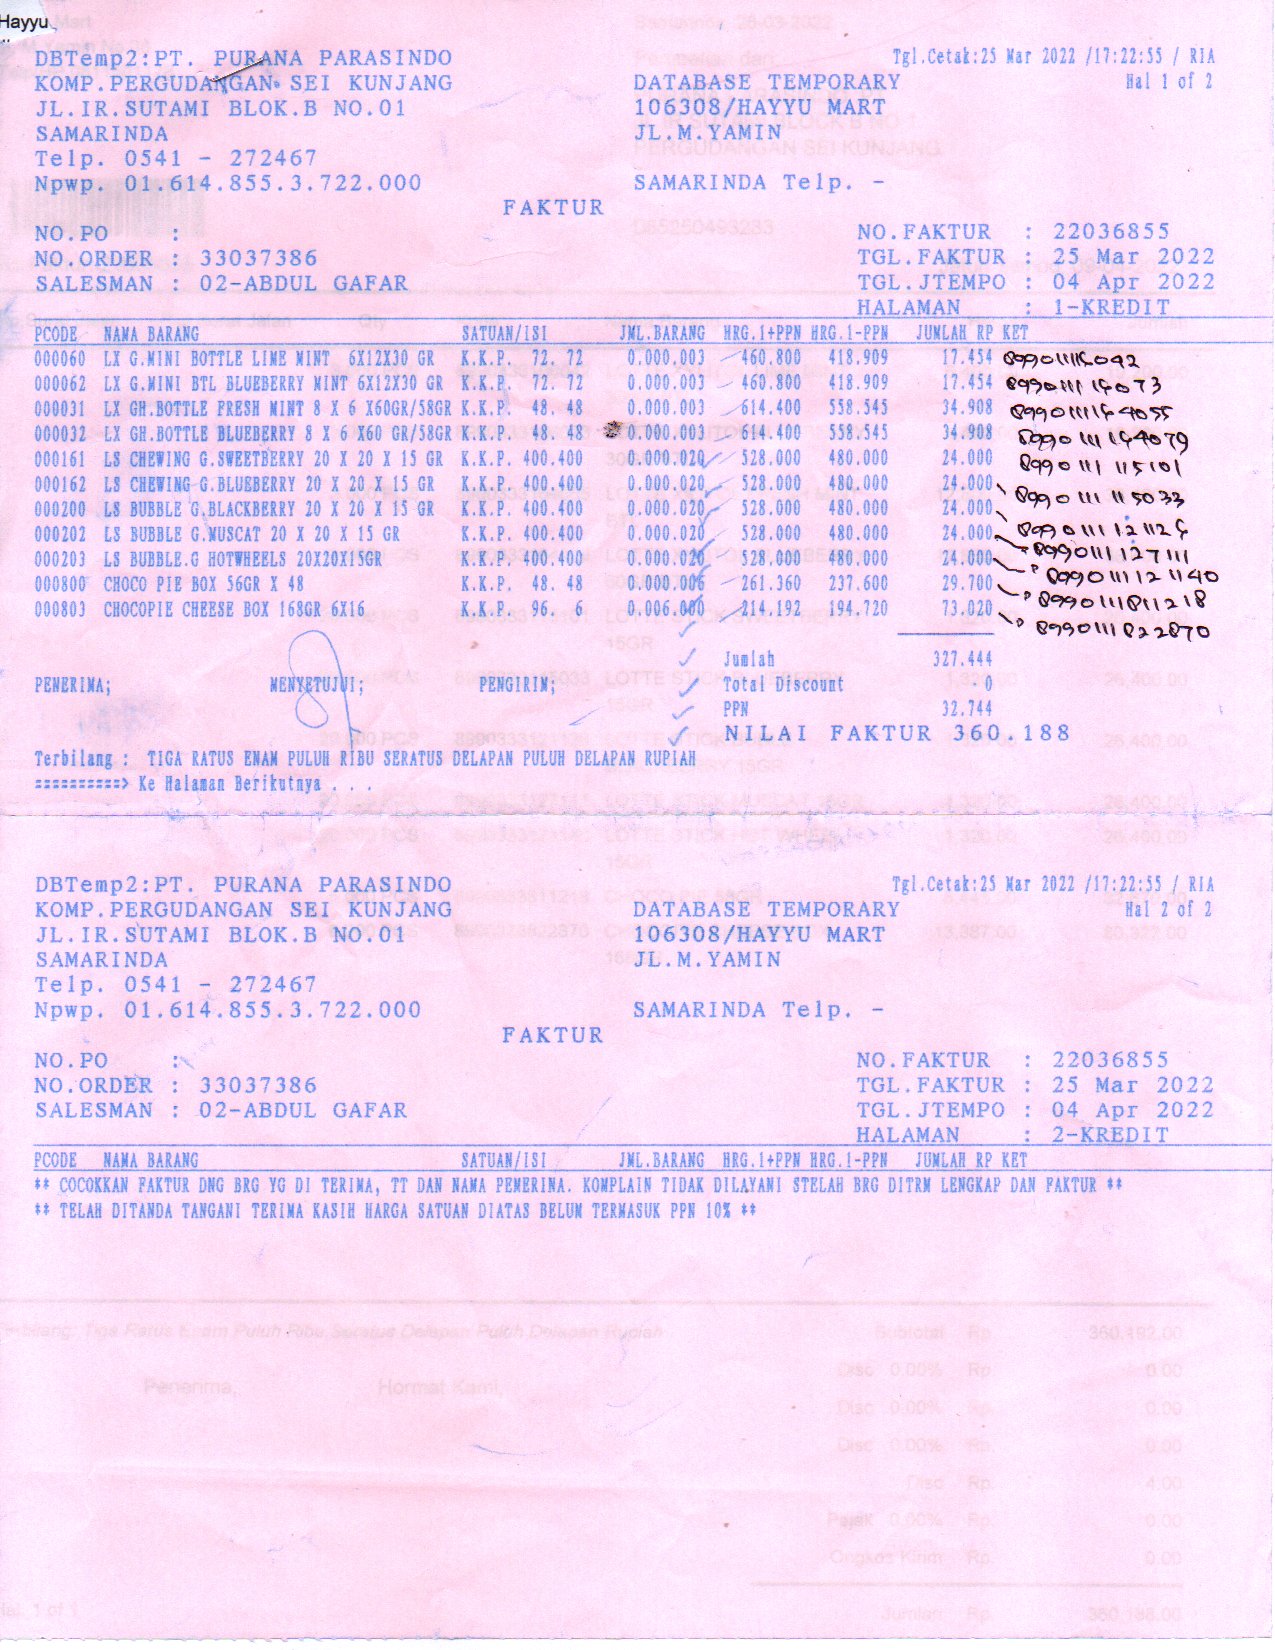 Hayyu
DBTemp2:PT. PURANA PARASINDO Tgl.Cetak:25 Mar 2022 /17:22:55 / RIA
KOMP.PERGUDANGAN SEI KUNJANG DATABASE TEMPORARY Hal 1 of 2
JL.IR.SUTAMI BLOK.B NO.01 106308/HAYYU MART
SAMARINDA JL.M.YAMIN
Telp. 0541 - 272467
Npwp. 01.614.855.3.722.000 SAMARINDA Telp. -
FAKTUR
NO.PO : NO.FAKTUR : 22036855
NO.ORDER : 33037386 TGL.FAKTUR : 25 Mar 2022
SALESMAN : 02-ABDUL GAFAR TGL.JTEMPO : 04 Apr 2022
HALAMAN : 1-KREDIT
PCODE NAMA BARANG SATUAN/ISI JML.BARANG HRG.1+PPN HRG.1-PPN JUMLAH RP KET
000060 LX G.MINI BOTTLE LIME MINT 6X12X30 GR K.K.P. 72. 72 0.000.003 460.800 418.909 17.454
000062 LX G.MINI BTL BLUEBERRY MINT 6X12X30 GR K.K.P. 72. 72 0.000.003 460.800 418.909 17.454
000031 LX GH.BOTTLE FRESH MINT 8 X 6 X60GR/58GR K.K.P. 48. 48 0.000.003 614.400 558.545 34.908
000032 LX GH.BOTTLE BLUEBERRY 8 X 6 X60 GR/58GR K.K.P. 48. 48 0.000.003 614.400 558.545 34.908
000161 LS CHEWING G.SWEETBERRY 20 X 20 X 15 GR K.K.P. 400.400 0.000.020 528.000 480.000 24.000 8990111115101
000162 LS CHEWING G.BLUEBERRY 20 X 20 X 15 GR K.K.P. 400.400 0.000.020 528.000 480.000 24.000 8990111115033
000200 LS BUBBLE G.BLACKBERRY 20 X 20 X 15 GR K.K.P. 400.400 0.000.020 528.000 480.000 24.000
000202 LS BUBBLE G.MUSCAT 20 X 20 X 15 GR K.K.P. 400.400 0.000.020 528.000 480.000 24.000 8990111127111
000203 LS BUBBLE.G HOTWHEELS 20X20X15GR K.K.P. 400.400 0.000.020 528.000 480.000 24.000 8990111121140
000800 CHOCO PIE BOX 56GR X 48 K.K.P. 48. 48 0.000.006 261.360 237.600 29.700 8990111811218
000803 CHOCOPIE CHEESE BOX 168GR 6X16 K.K.P. 96. 6 0.006.000 214.192 194.720 73.020 8990111822870
Jumlah 327.444
PENERIMA; MENYETUJUI; PENGIRIM; Total Discount 0
PPN 32.744
NILAI FAKTUR 360.188
Terbilang : TIGA RATUS ENAM PULUH RIBU SERATUS DELAPAN PULUH DELAPAN RUPIAH
==========> Ke Halaman Berikutnya . . .
DBTemp2:PT. PURANA PARASINDO Tgl.Cetak:25 Mar 2022 /17:22:55 / RIA
KOMP.PERGUDANGAN SEI KUNJANG DATABASE TEMPORARY Hal 2 of 2
JL.IR.SUTAMI BLOK.B NO.01 106308/HAYYU MART
SAMARINDA JL.M.YAMIN
Telp. 0541 - 272467
Npwp. 01.614.855.3.722.000 SAMARINDA Telp. -
FAKTUR
NO.PO : NO.FAKTUR : 22036855
NO.ORDER : 33037386 TGL.FAKTUR : 25 Mar 2022
SALESMAN : 02-ABDUL GAFAR TGL.JTEMPO : 04 Apr 2022
HALAMAN : 2-KREDIT
PCODE NAMA BARANG SATUAN/ISI JML.BARANG HRG.1+PPN HRG.1-PPN JUMLAH RP KET
** COCOKKAN FAKTUR DNG BRG YG DI TERIMA, TT DAN NAMA PEMERINA. KOMPLAIN TIDAK DILAYANI STELAH BRG DITRM LENGKAP DAN FAKTUR **
** TELAH DITANDA TANGANI TERIMA KASIH HARGA SATUAN DIATAS BELUM TERMASUK PPN 10% **